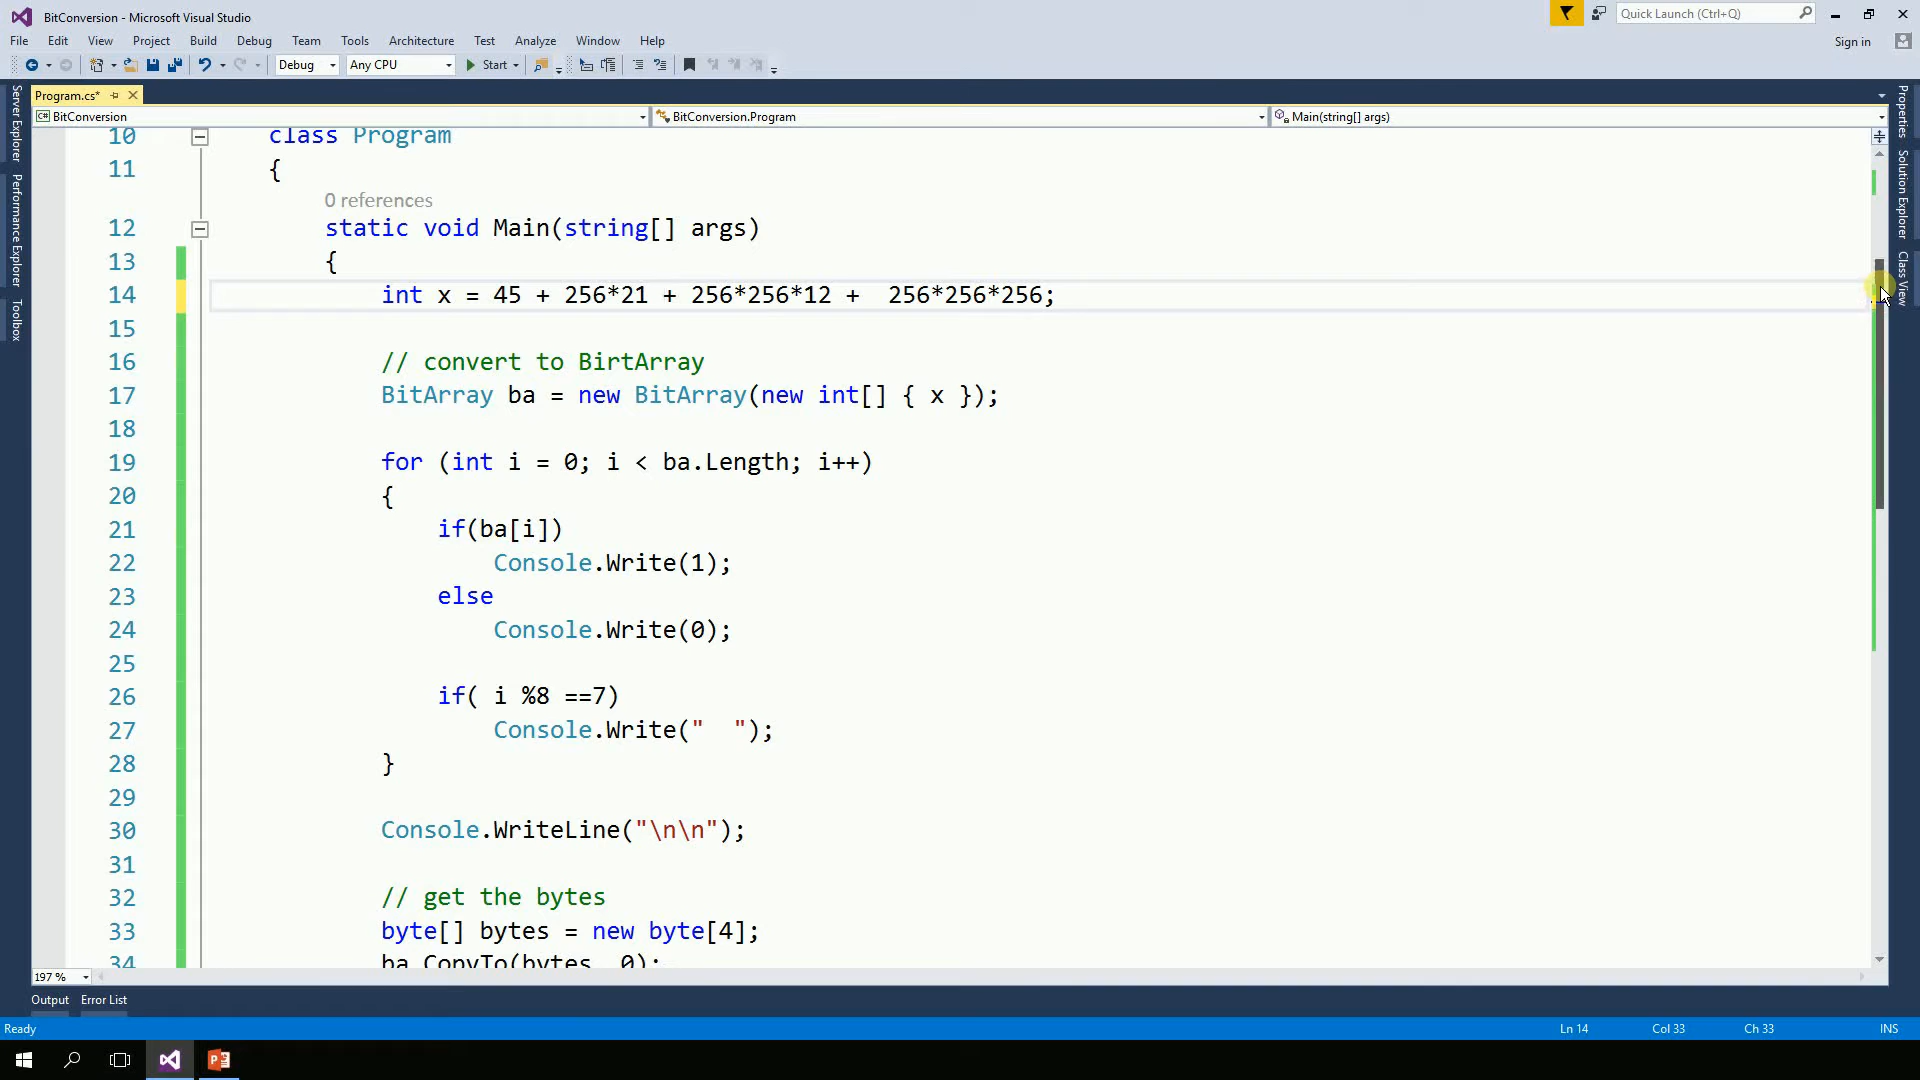 BitConversion - Microsoft Visual Studio
Quick Launch (Ctrl+Q)
File Edit View Project Build Debug Team Tools Architecture Test Analyze Window Help
Sign in
Debug Any CPU Start
Program.cs*
BitConversion BitConversion.Program Main(string[] args)
Server Explorer
Performance Explorer
Toolbox
Properties
Solution Explorer
Class View
10 class Program
11 {
0 references
12 static void Main(string[] args)
13 {
14 int x = 45 + 256*21 + 256*256*12 +  256*256*256;
15
16 // convert to BirtArray
17 BitArray ba = new BitArray(new int[] { x });
18
19 for (int i = 0; i < ba.Length; i++)
20 {
21 if(ba[i])
22 Console.Write(1);
23 else
24 Console.Write(0);
25
26 if( i %8 ==7)
27 Console.Write("  ");
28 }
29
30 Console.WriteLine("\n\n");
31
32 // get the bytes
33 byte[] bytes = new byte[4];
34 ba.CopyTo(bytes, 0);
197 %
Output Error List
Ready Ln 14 Col 33 Ch 33 INS